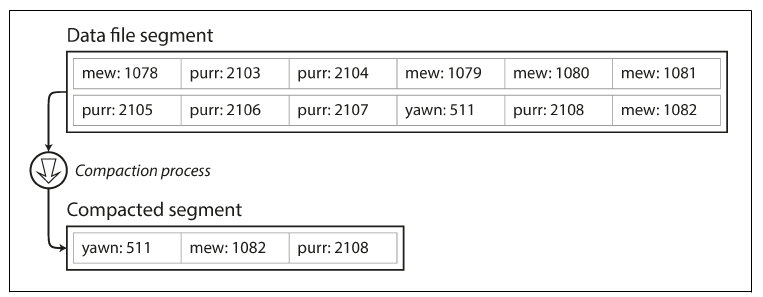 Data file segment
mew: 1078 purr: 2103 purr: 2104 mew: 1079 mew: 1080 mew: 1081
purr: 2105 purr: 2106 purr: 2107 yawn: 511 purr: 2108 mew: 1082
Compaction process
Compacted segment
yawn: 511 mew: 1082 purr: 2108